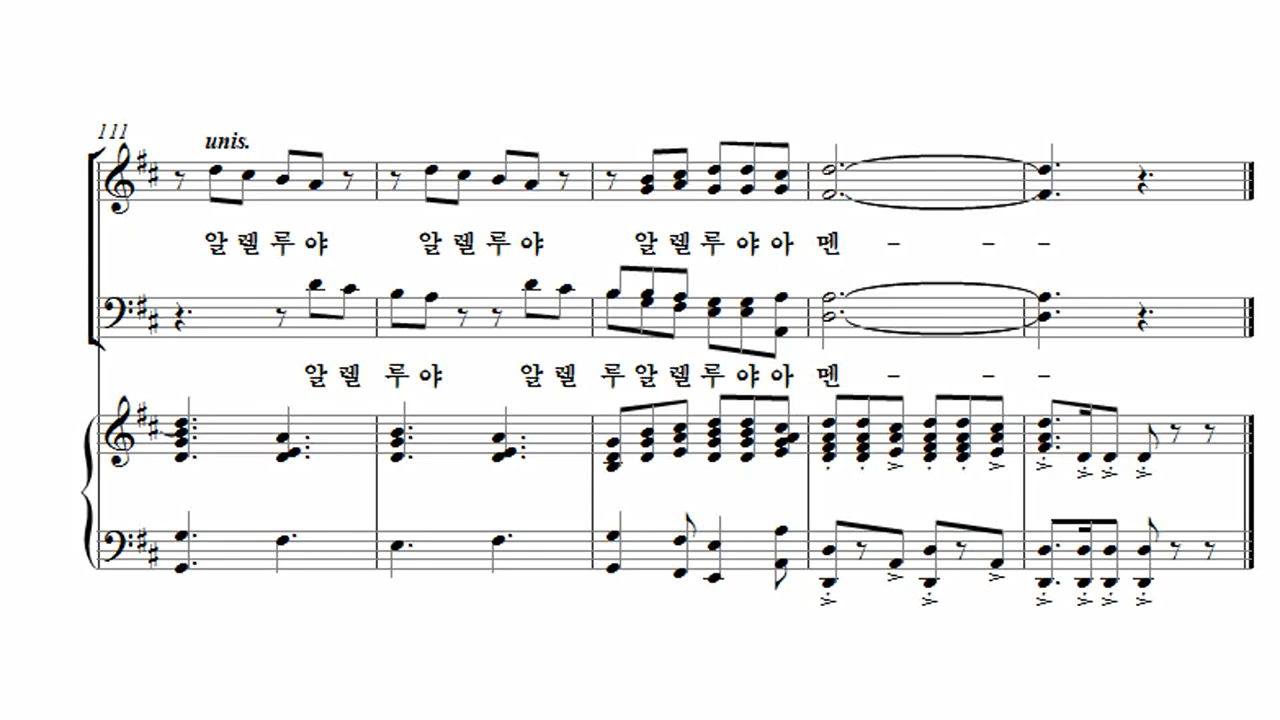 111
unis.
알렐루야 알렐루야 알렐루야아멘 - - -
알렐 루야 알렐 루알렐루야아멘 - - -